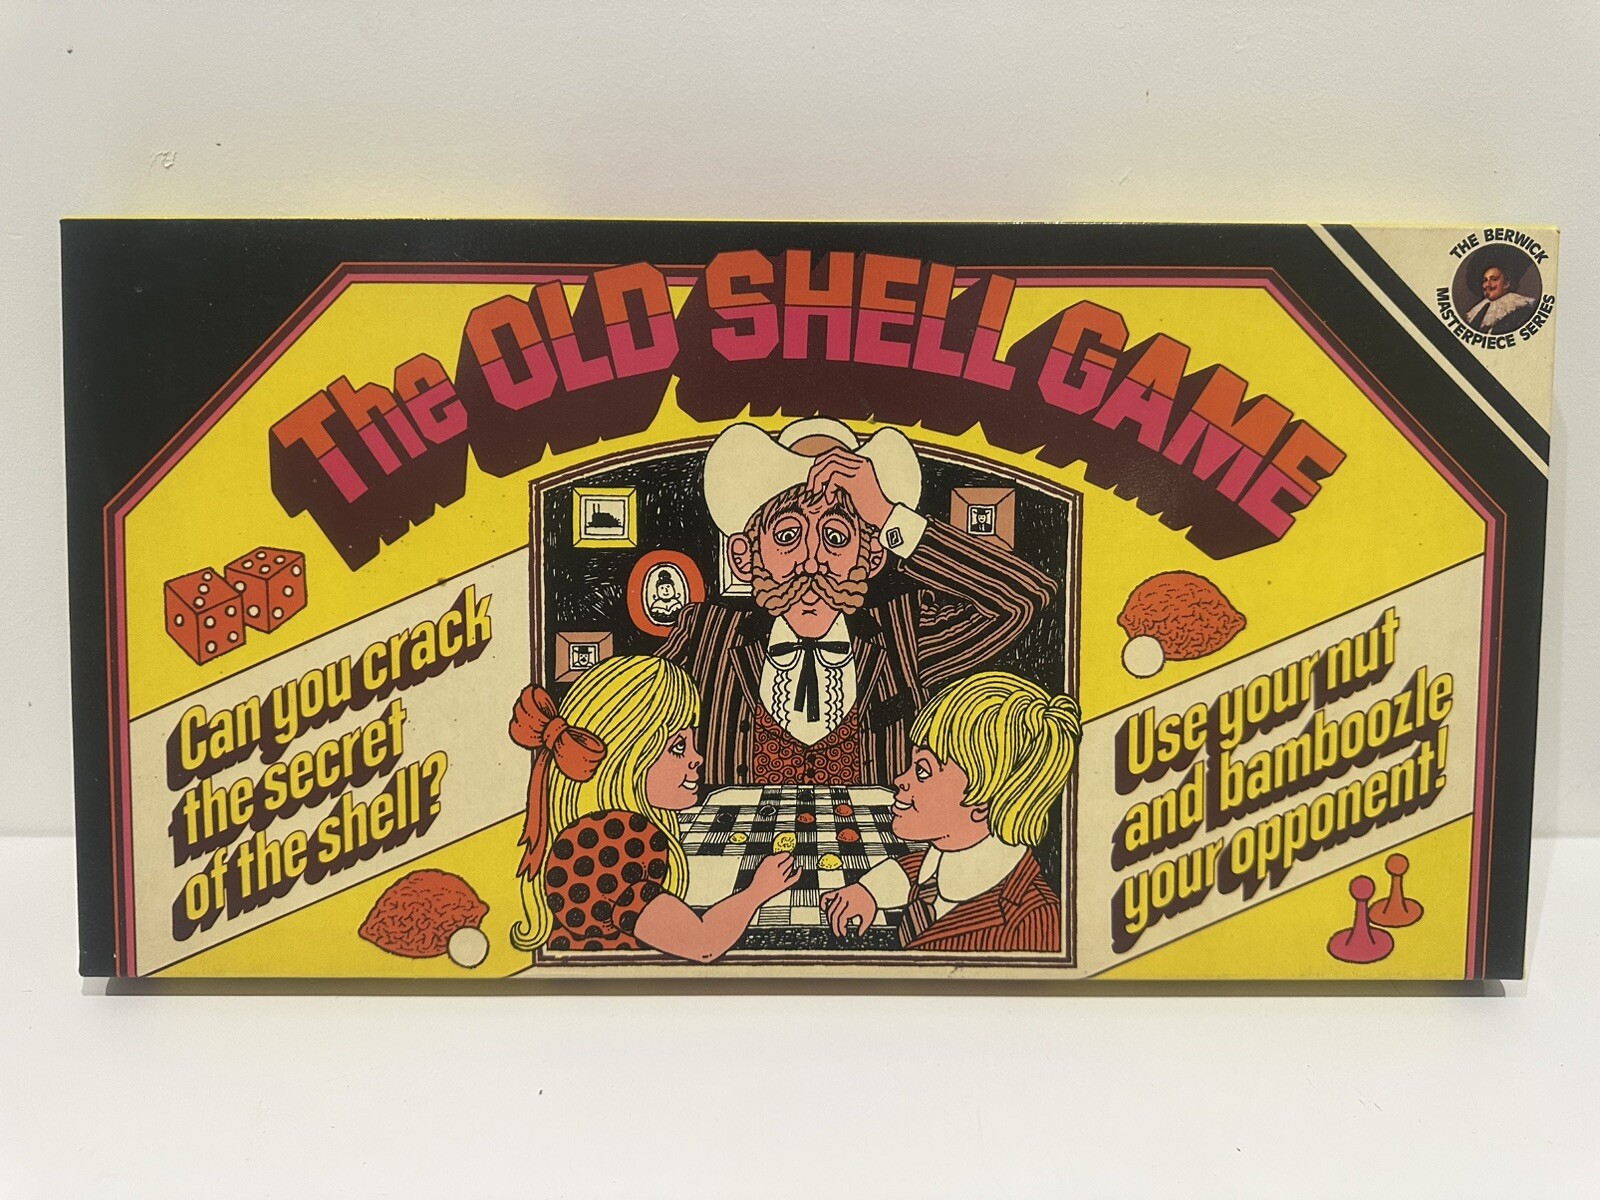 The OLD SHELL GAME
THE BERWICK
MASTERPIECE SERIES
Can you crack
the secret
of the shell?
Use your nut
and bamboozle
your opponent!